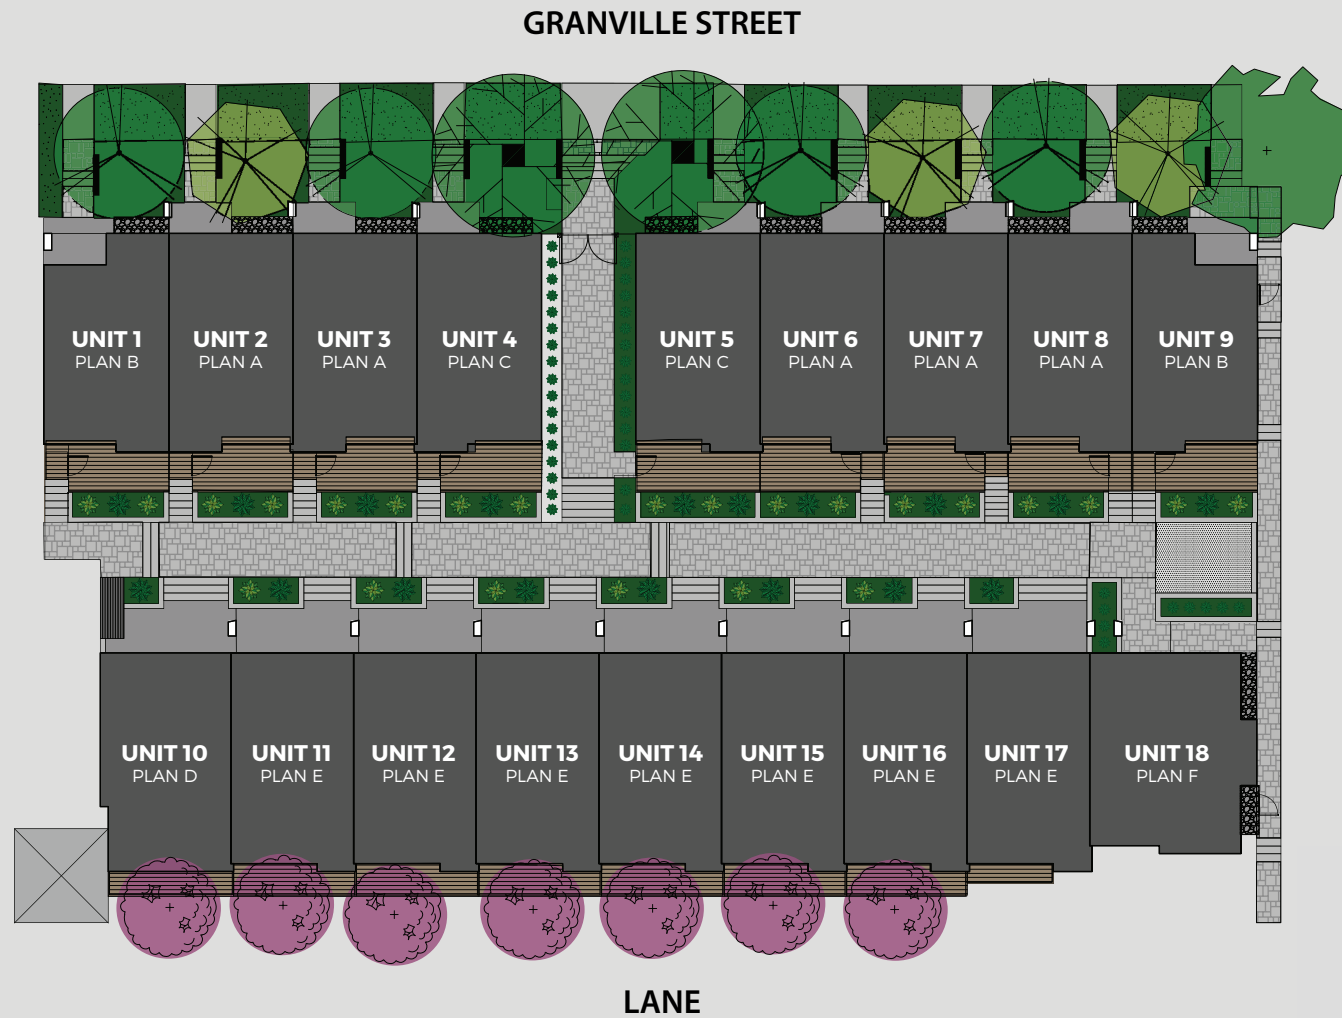 GRANVILLE STREET
UNIT 1
PLAN B
UNIT 2
PLAN A
UNIT 3
PLAN A
UNIT 4
PLAN C
UNIT 5
PLAN C
UNIT 6
PLAN A
UNIT 7
PLAN A
UNIT 8
PLAN A
UNIT 9
PLAN B
UNIT 10
PLAN D
UNIT 11
PLAN E
UNIT 12
PLAN E
UNIT 13
PLAN E
UNIT 14
PLAN E
UNIT 15
PLAN E
UNIT 16
PLAN E
UNIT 17
PLAN E
UNIT 18
PLAN F
LANE